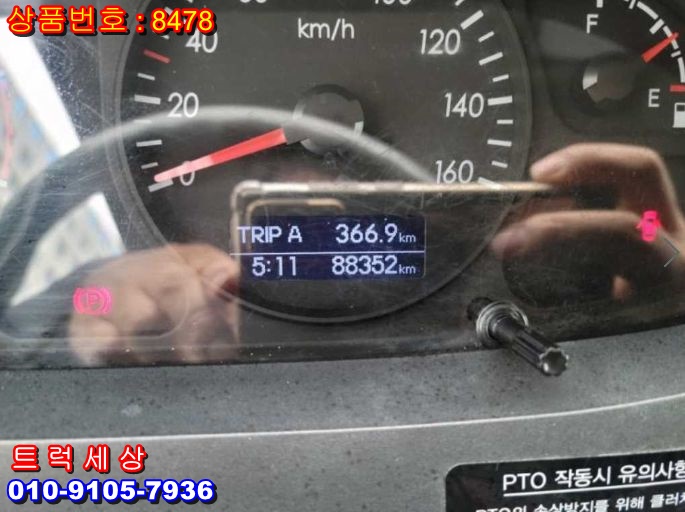 상품번호 : 8478
km/h
40
120
20
140
0
160
F
E
TRIP A 366.9km
5:11 88352km
P
트럭세상
010-9105-7936
PTO 작동시 유의사항